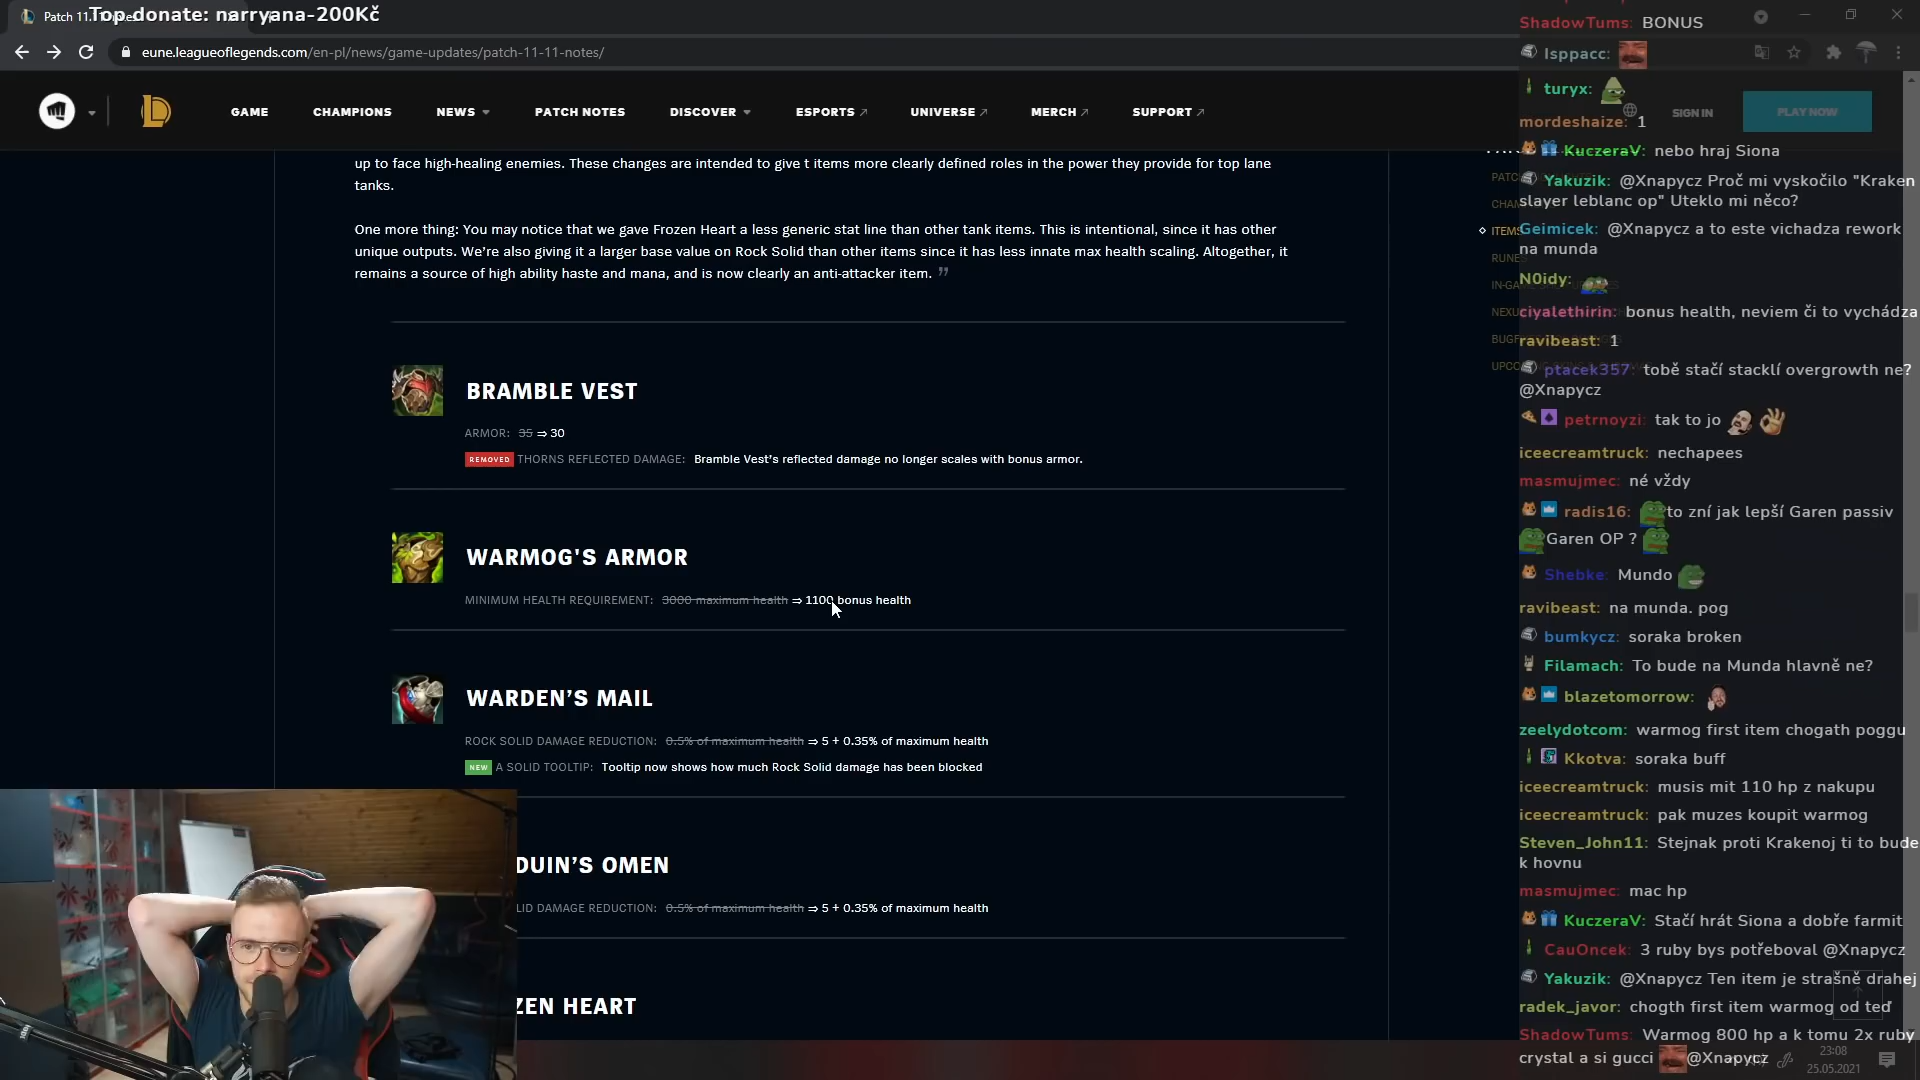 Patch 11.
Top donate: narryana-200Kč
eune.leagueoflegends.com/en-pl/news/game-updates/patch-11-11-notes/
GAME
CHAMPIONS
NEWS
PATCH NOTES
DISCOVER
ESPORTS
UNIVERSE
MERCH
SUPPORT
SIGN IN
PLAY NOW
up to face high-healing enemies. These changes are intended to give t items more clearly defined roles in the power they provide for top lane
tanks.
One more thing: You may notice that we gave Frozen Heart a less generic stat line than other tank items. This is intentional, since it has other
unique outputs. We’re also giving it a larger base value on Rock Solid than other items since it has less innate max health scaling. Altogether, it
remains a source of high ability haste and mana, and is now clearly an anti-attacker item. ”
BRAMBLE VEST
ARMOR: 35 ⇒ 30
REMOVED THORNS REFLECTED DAMAGE: Bramble Vest's reflected damage no longer scales with bonus armor.
WARMOG'S ARMOR
MINIMUM HEALTH REQUIREMENT: 3000 maximum health ⇒ 1100 bonus health
WARDEN’S MAIL
ROCK SOLID DAMAGE REDUCTION: 0.5% of maximum health ⇒ 5 + 0.35% of maximum health
NEW A SOLID TOOLTIP: Tooltip now shows how much Rock Solid damage has been blocked
DUIN’S OMEN
LID DAMAGE REDUCTION: 0.5% of maximum health ⇒ 5 + 0.35% of maximum health
ZEN HEART
PATC
CHAM
ITEMS
RUNES
IN-GA
NEXU
BUGF
UPCO
ShadowTums: BONUS
Isppacc:
turyx:
mordeshaize: 1
KuczeraV: nebo hraj Siona
Yakuzik: @Xnapycz Proč mi vyskočilo "Kraken
slayer leblanc op" Uteklo mi něco?
Geimicek: @Xnapycz a to este vichadza rework
na munda
N0idy:
ciyalethirin: bonus health, neviem či to vychádza
ravibeast: 1
ptacek357: tobě stačí stacklí overgrowth ne?
@Xnapycz
petrnoyzi: tak to jo
iceecreamtruck: nechapees
masmujmec: né vždy
radis16: to zní jak lepší Garen passiv
Garen OP ?
Shebke: Mundo
ravibeast: na munda. pog
bumkycz: soraka broken
Filamach: To bude na Munda hlavně ne?
blazetomorrow:
zeelydotcom: warmog first item chogath poggu
Kkotva: soraka buff
iceecreamtruck: musis mit 110 hp z nakupu
iceecreamtruck: pak muzes koupit warmog
Steven_John11: Stejnak proti Krakenoj ti to bude
k hovnu
masmujmec: mac hp
KuczeraV: Stačí hrát Siona a dobře farmit
CauOncek: 3 ruby bys potřeboval @Xnapycz
Yakuzik: @Xnapycz Ten item je strašně drahej
radek_javor: chogth first item warmog od teď
ShadowTums: Warmog 800 hp a k tomu 2x ruby
crystal a si gucci @Xnapycz
23:08
25.05.2021